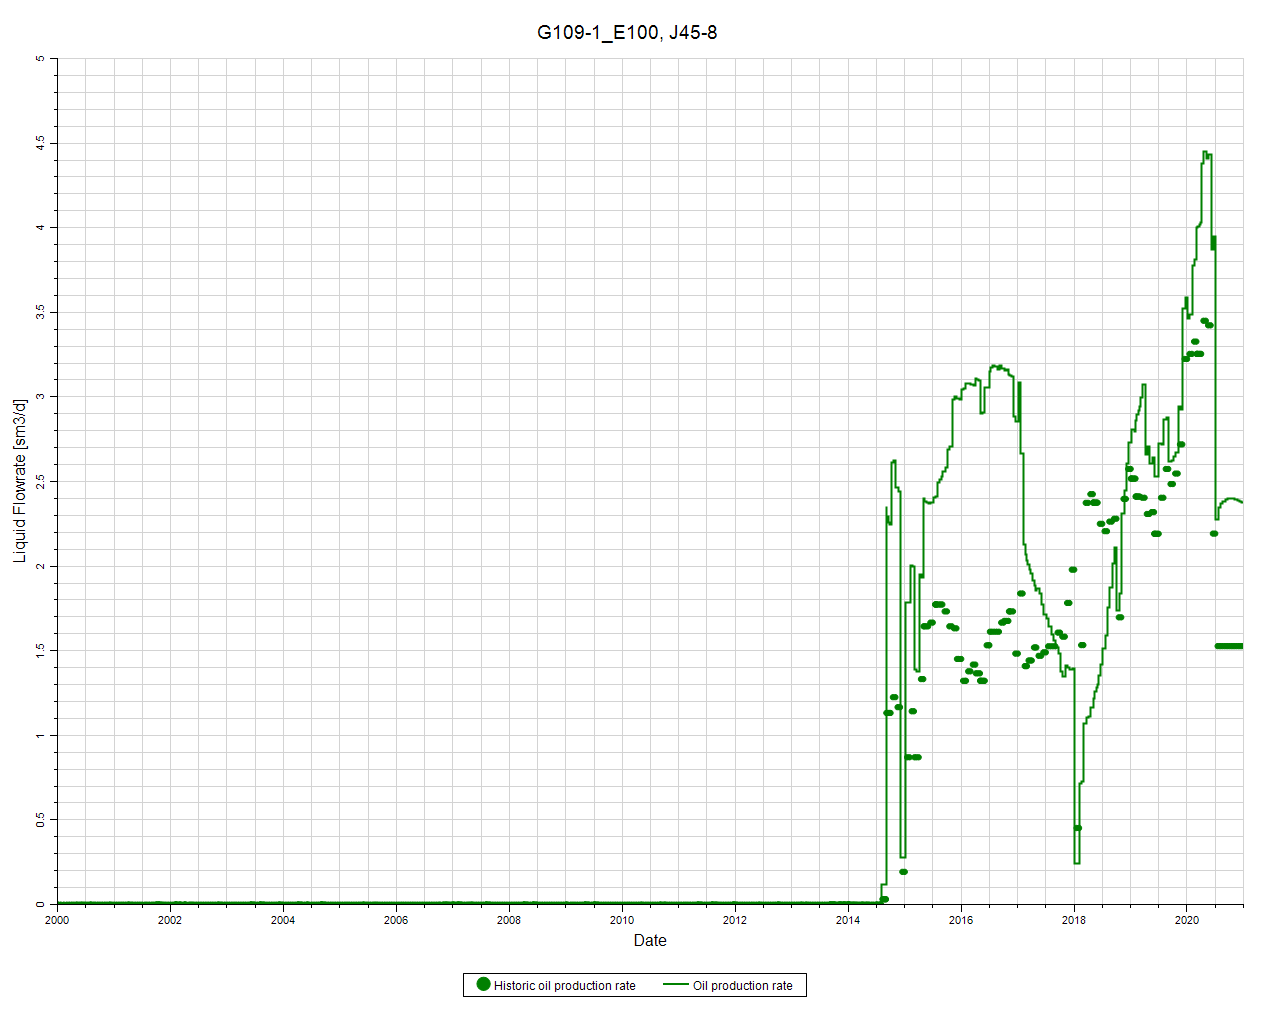 G109-1_E100, J45-8
Liquid Flowrate [sm3/d]
5
4.5
4
3.5
3
2.5
2
1.5
1
0.5
0
2000 2002 2004 2006 2008 2010 2012 2014 2016 2018 2020
Date
Historic oil production rate Oil production rate